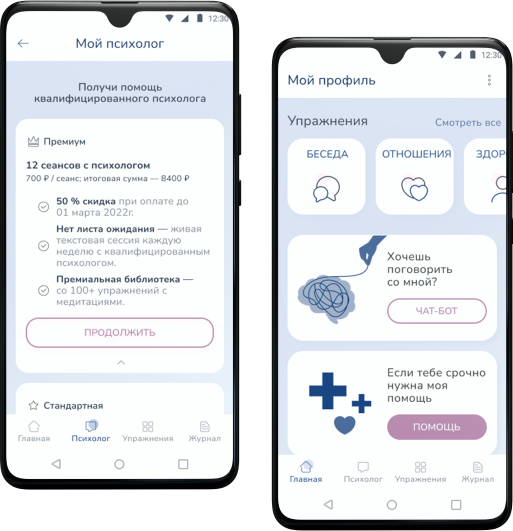 12:30
Мой психолог
Получи помощь
квалифицированного психолога
Премиум
12 сеансов с психологом
700 ₽ / сеанс; итоговая сумма — 8400 ₽
50 % скидка при оплате до
01 марта 2022г.
Нет листа ожидания — живая
текстовая сессия каждую
неделю с квалифицированным
психологом.
Премиальная библиотека —
со 100+ упражнений с
медитациями.
ПРОДОЛЖИТЬ
Стандартная
Главная
Психолог
Упражнения
Журнал
12:30
Мой профиль
Упражнения
Смотреть все
БЕСЕДА
ОТНОШЕНИЯ
ЗДОР
Хочешь
поговорить
со мной?
ЧАТ-БОТ
Если тебе срочно
нужна моя
помощь
ПОМОЩЬ
Главная
Психолог
Упражнения
Журнал